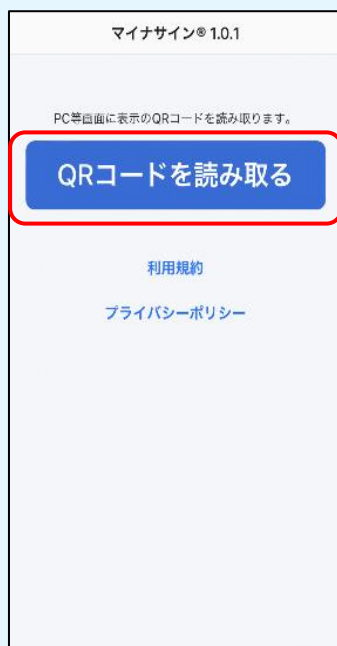 マイナサイン® 1.0.1
PC等画面に表示のQRコードを読み取ります。
QRコードを読み取る
利用規約
プライバシーポリシー